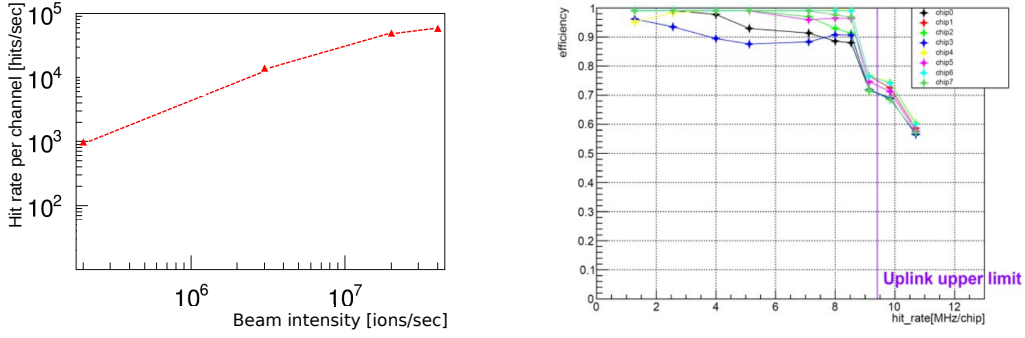 10^5
10^4
10^3
10^2
Hit rate per channel [hits/sec]
10^6
10^7
Beam intensity [ions/sec]
efficiency
1
0.9
0.8
0.7
0.6
0.5
0.4
0.3
0.2
0.1
0
chip0
chip1
chip2
chip3
chip4
chip5
chip6
chip7
Uplink upper limit
0
2
4
6
8
10
12
hit_rate[MHz/chip]